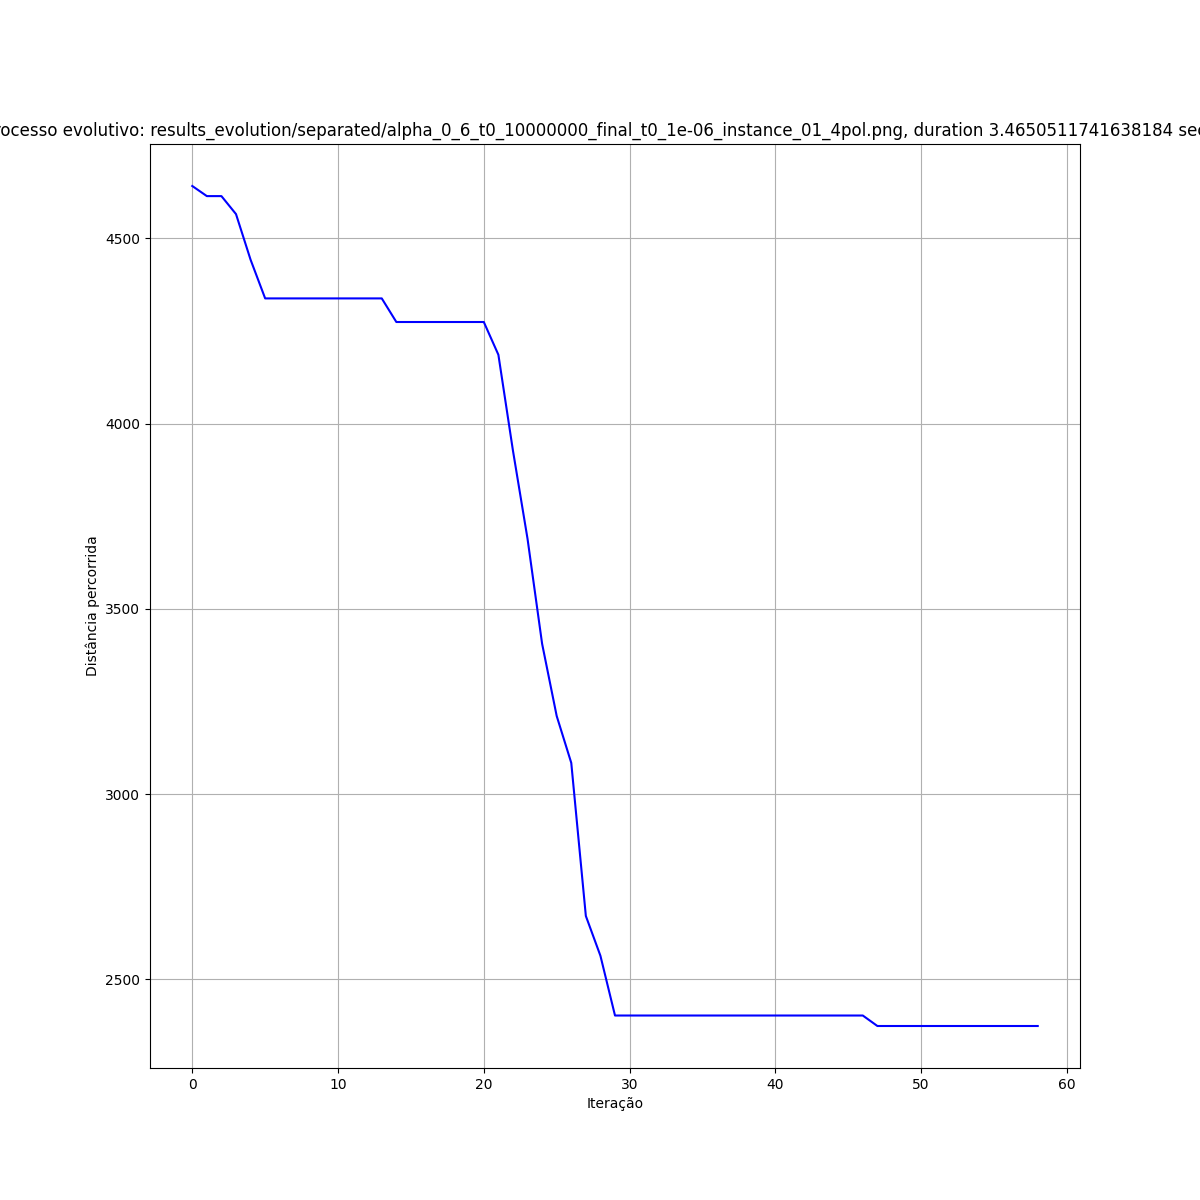 ocesso evolutivo: results_evolution/separated/alpha_0_6_t0_10000000_final_t0_1e-06_instance_01_4pol.png, duration 3.4650511741638184 se
4500
4000
3500
3000
2500
Distância percorrida
0 10 20 30 40 50 60
Iteração